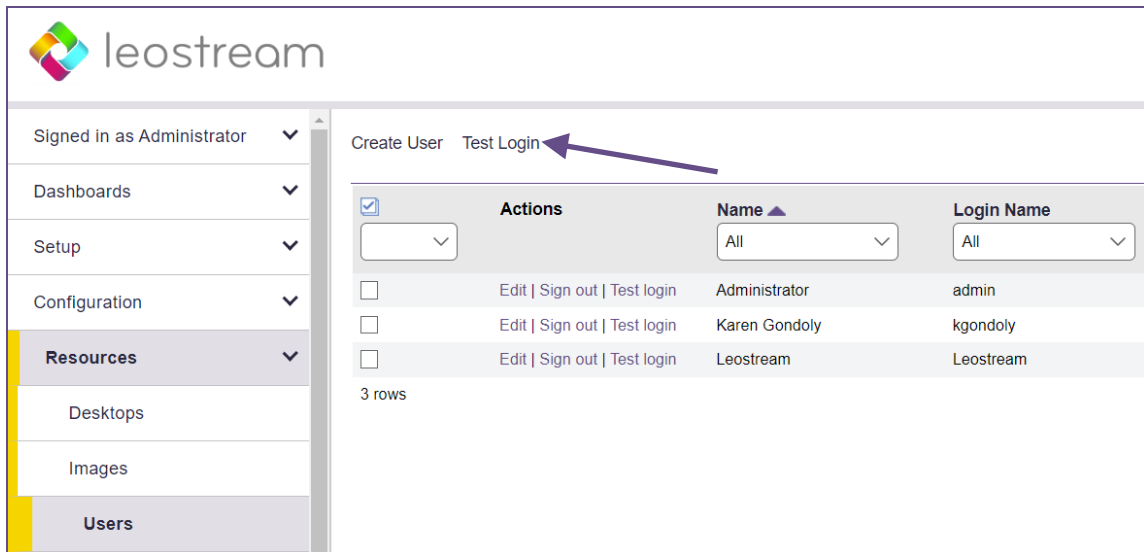 leostream
Signed in as Administrator
Dashboards
Setup
Configuration
Resources
Desktops
Images
Users
Create User Test Login
Actions Name Login Name
All All
Edit | Sign out | Test login Administrator admin
Edit | Sign out | Test login Karen Gondoly kgondoly
Edit | Sign out | Test login Leostream Leostream
3 rows